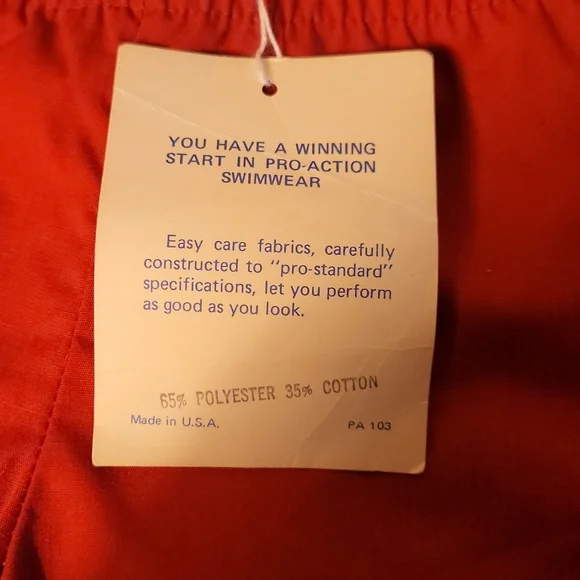 YOU HAVE A WINNING
START IN PRO-ACTION
SWIMWEAR
Easy care fabrics, carefully
constructed to "pro-standard"
specifications, let you perform
as good as you look.
65% POLYESTER 35% COTTON
Made in U.S.A. PA 103